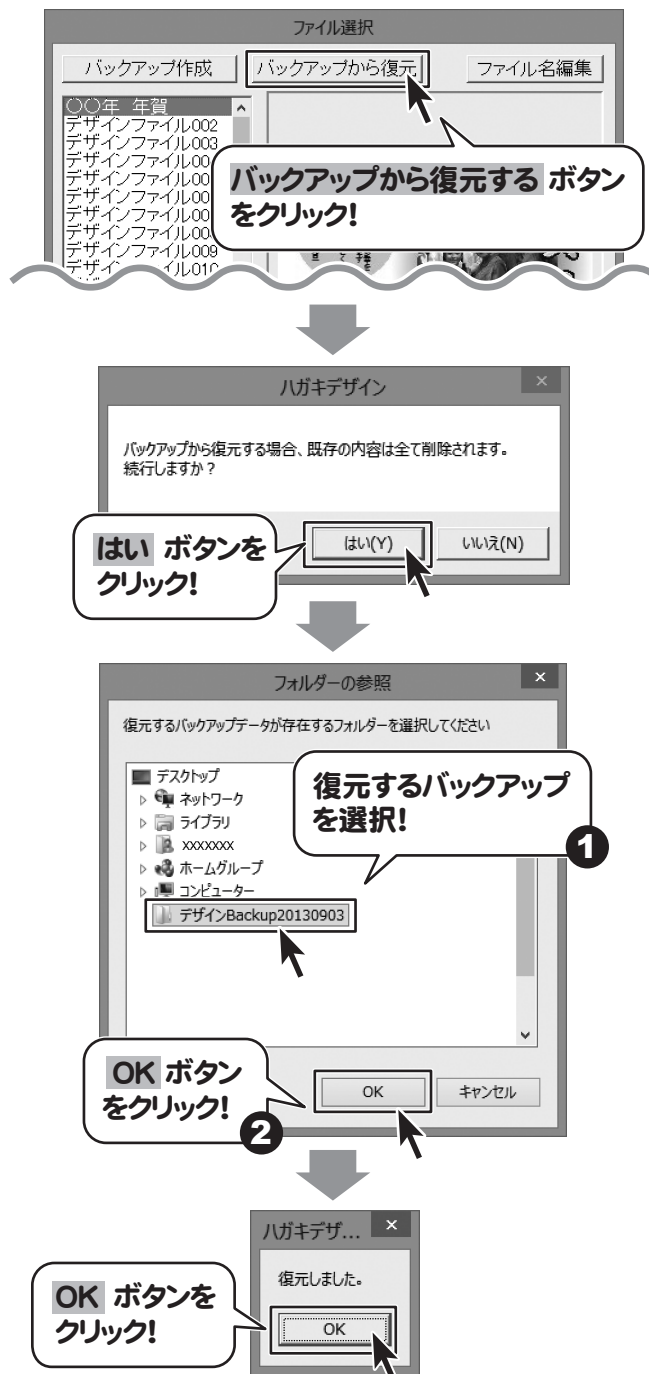 ファイル選択
バックアップ作成
バックアップから復元
ファイル名編集
○○年 年賀
デザインファイル002
デザインファイル003
デザインファイル00
デザインファイル00
デザインファイル00
デザインファイル00
デザインファイル00
デザインファイル009
バックアップから復元する ボタン
をクリック!
ハガキデザイン
バックアップから復元する場合、既存の内容は全て削除されます。
続行しますか?
はい(Y)
いいえ(N)
はい ボタンを
クリック!
フォルダーの参照
復元するバックアップデータが存在するフォルダーを選択してください
デスクトップ
ネットワーク
ライブラリ
xxxxxxx
ホームグループ
コンピューター
デザインBackup20130903
復元するバックアップ
を選択!
1
OK
キャンセル
OK ボタン
をクリック!
2
ハガキデザ...
復元しました。
OK
OK ボタンを
クリック!